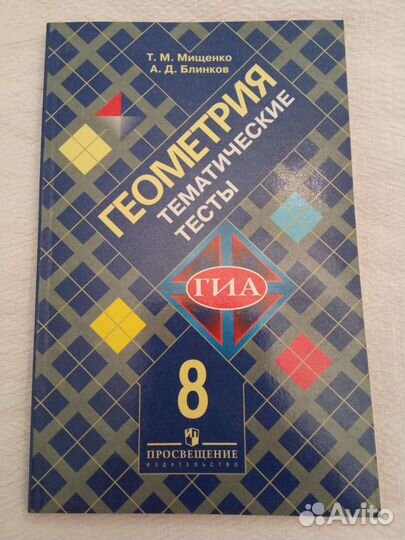 Т. М. Мищенко
А. Д. Блинков
ГЕОМЕТРИЯ
ТЕМАТИЧЕСКИЕ
ТЕСТЫ
ГИА
8
ПРОСВЕЩЕНИЕ
ИЗДАТЕЛЬСТВО
Avito